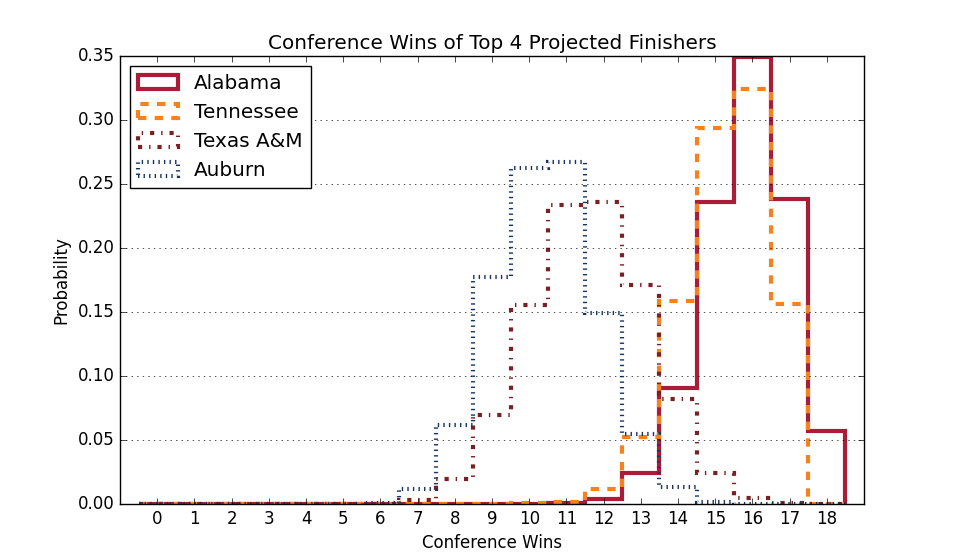 Conference Wins of Top 4 Projected Finishers
0.35
0.30
0.25
0.20
0.15
0.10
0.05
0.00
Probability
Alabama
Tennessee
Texas A&M
Auburn
0 1 2 3 4 5 6 7 8 9 10 11 12 13 14 15 16 17 18
Conference Wins